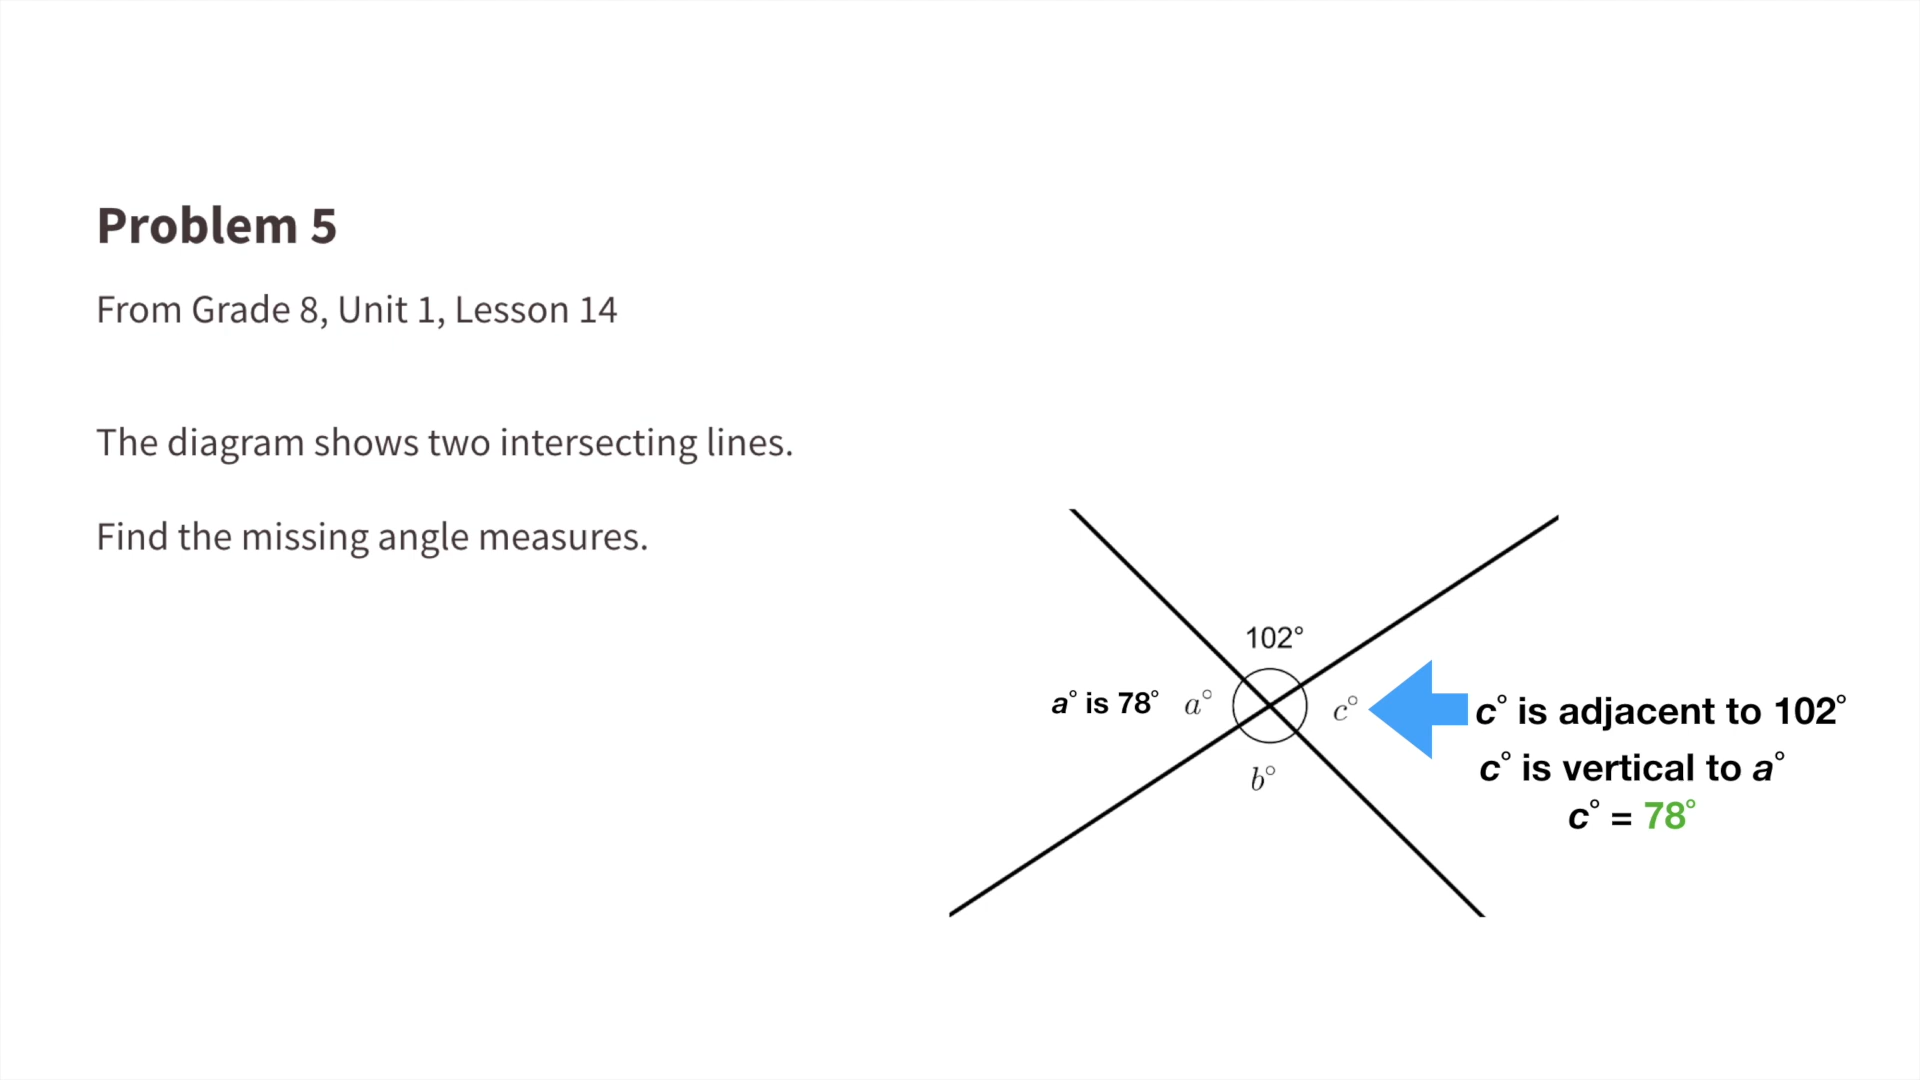 Problem 5
From Grade 8, Unit 1, Lesson 14
The diagram shows two intersecting lines.
Find the missing angle measures.
102°
a° is 78° a° c° c° is adjacent to 102°
c° is vertical to a°
b°
c° = 78°